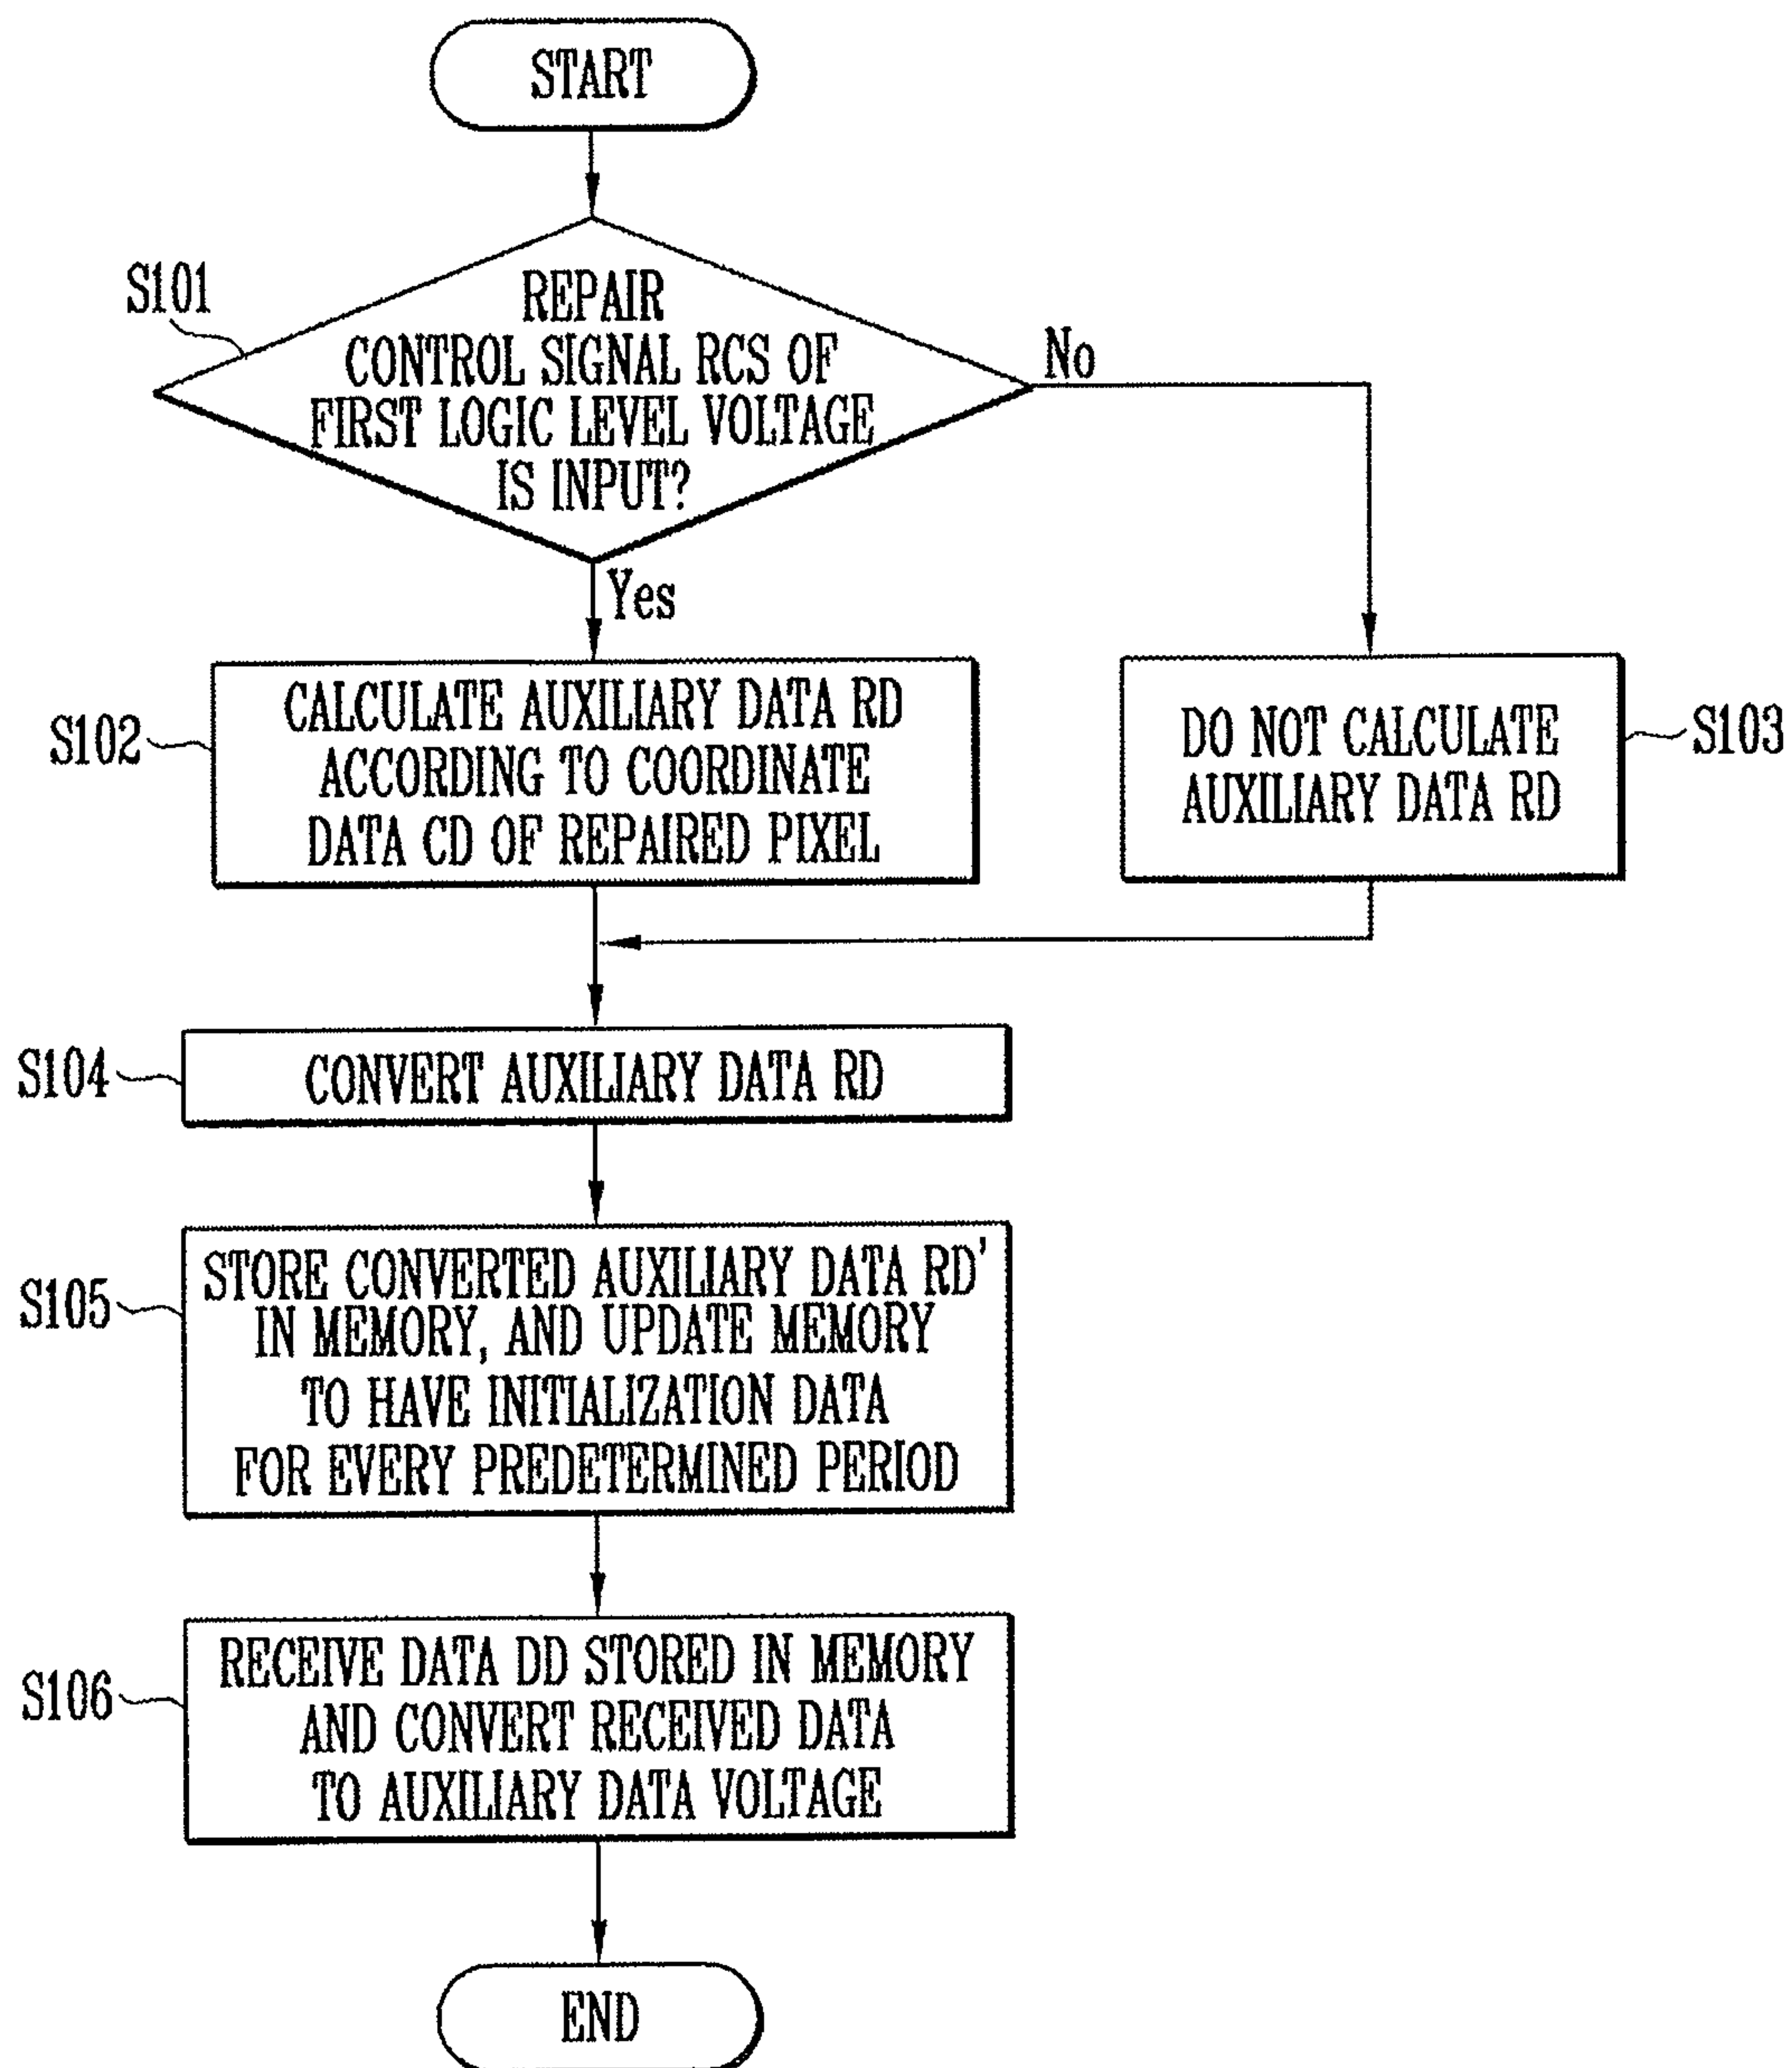 START
S101
REPAIR
CONTROL SIGNAL RCS OF
FIRST LOGIC LEVEL VOLTAGE
IS INPUT?
No
Yes
S102
CALCULATE AUXILIARY DATA RD
ACCORDING TO COORDINATE
DATA CD OF REPAIRED PIXEL
DO NOT CALCULATE
AUXILIARY DATA RD
S103
S104
CONVERT AUXILIARY DATA RD
S105
STORE CONVERTED AUXILIARY DATA RD'
IN MEMORY, AND UPDATE MEMORY
TO HAVE INITIALIZATION DATA
FOR EVERY PREDETERMINED PERIOD
S106
RECEIVE DATA DD STORED IN MEMORY
AND CONVERT RECEIVED DATA
TO AUXILIARY DATA VOLTAGE
END